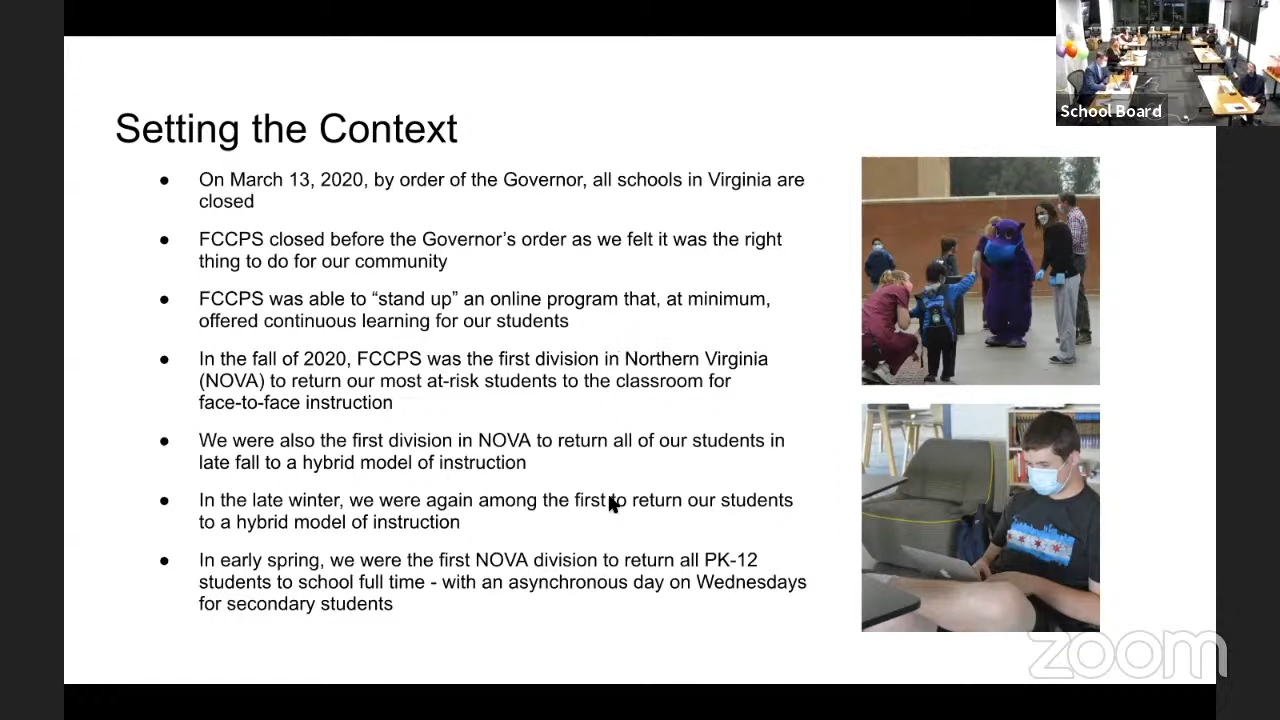 School Board
Setting the Context
● On March 13, 2020, by order of the Governor, all schools in Virginia are
closed
● FCCPS closed before the Governor's order as we felt it was the right
thing to do for our community
● FCCPS was able to “stand up” an online program that, at minimum,
offered continuous learning for our students
● In the fall of 2020, FCCPS was the first division in Northern Virginia
(NOVA) to return our most at-risk students to the classroom for
face-to-face instruction
● We were also the first division in NOVA to return all of our students in
late fall to a hybrid model of instruction
● In the late winter, we were again among the first to return our students
to a hybrid model of instruction
● In early spring, we were the first NOVA division to return all PK-12
students to school full time - with an asynchronous day on Wednesdays
for secondary students
zoom